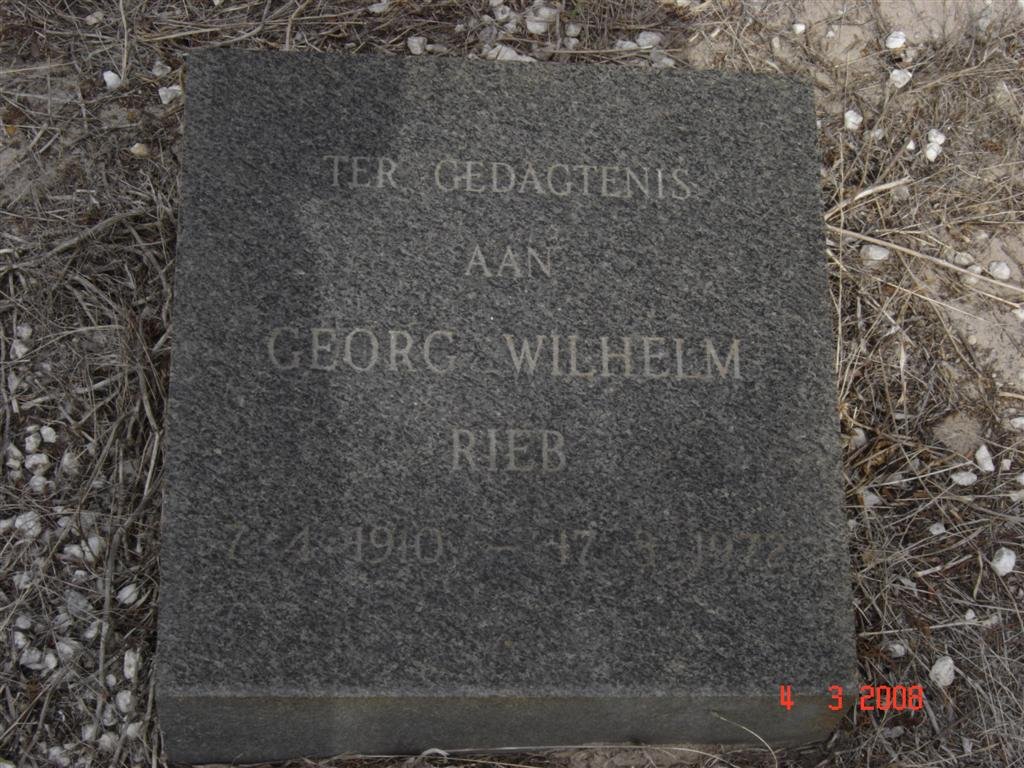 TER GEDAGTENIS
AAN
GEORG WILHELM
RIEB
7 4 1910 – 17 3 1972
4 3 2008